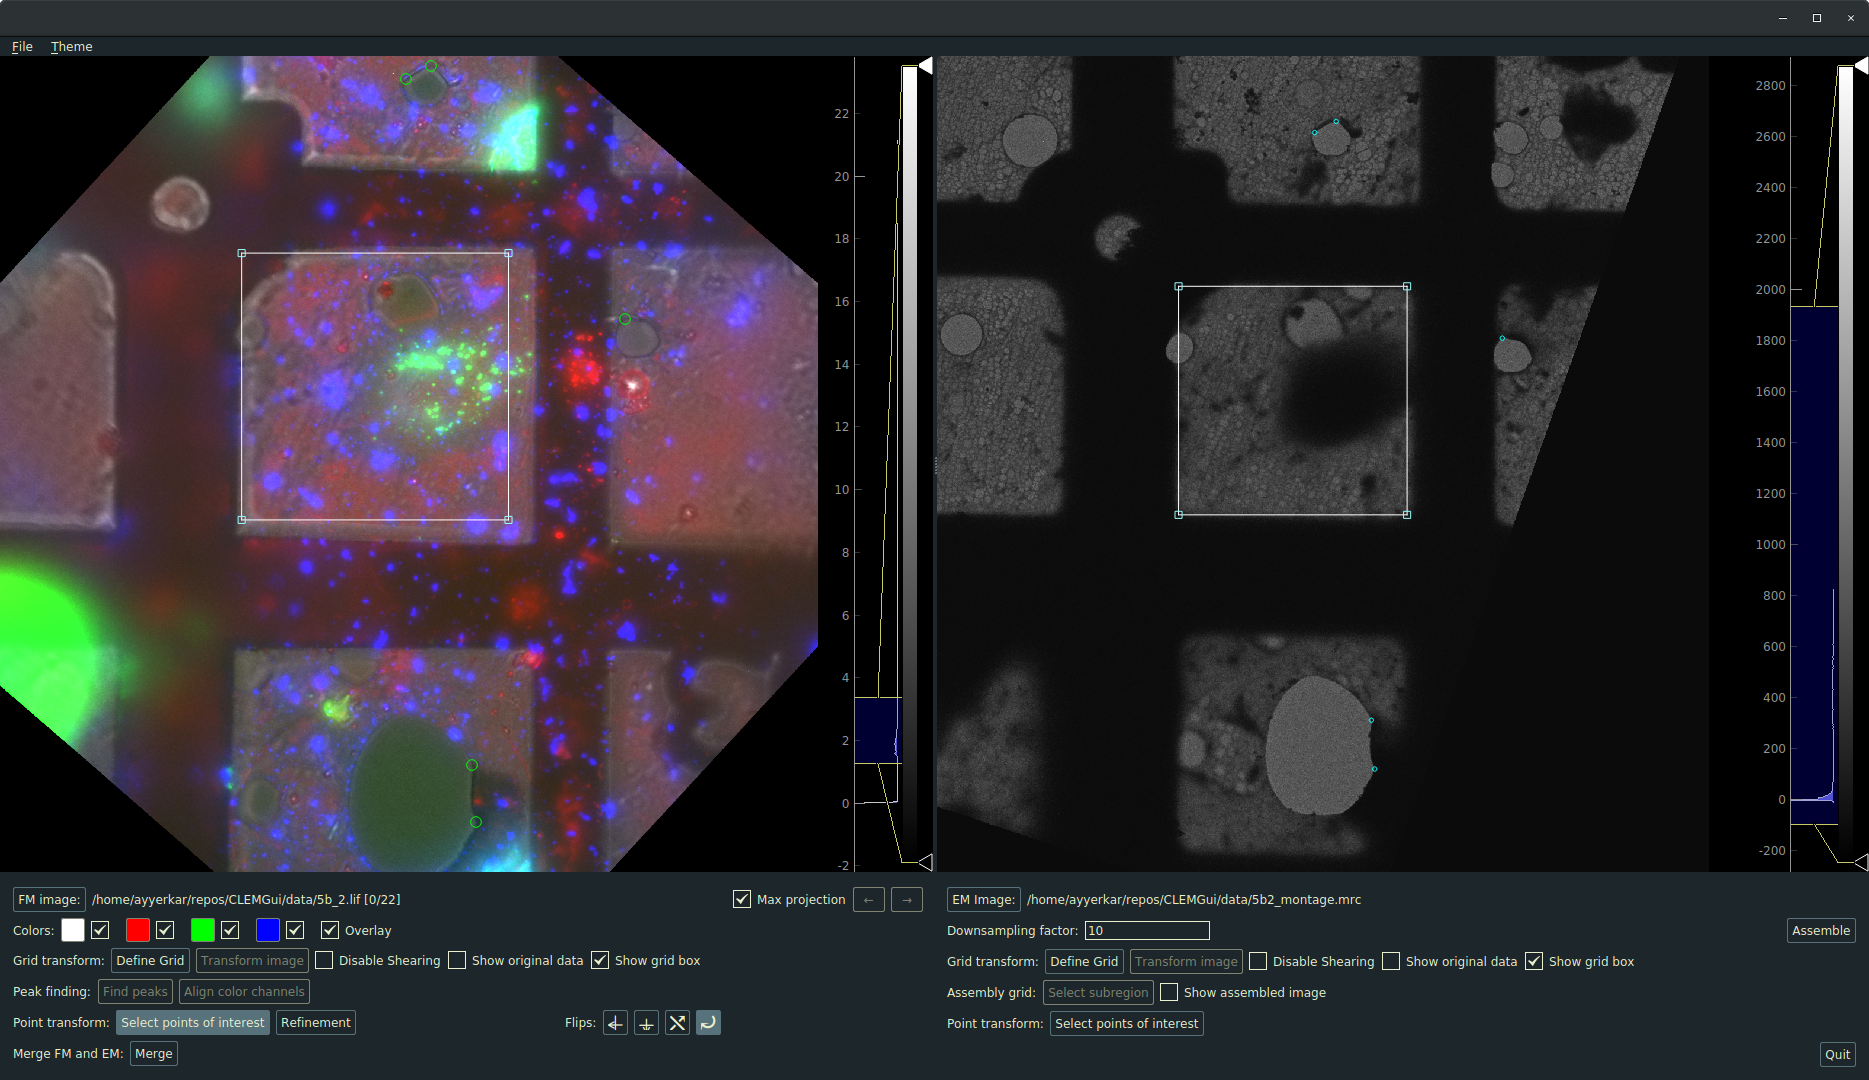 File Theme
22
20
18
16
14
12
10
8
6
4
2
0
-2
2800
2600
2400
2200
2000
1800
1600
1400
1200
1000
800
600
400
200
0
-200
FM image: /home/ayyerkar/repos/CLEMGui/data/5b_2.lif [0/22] Max projection ← →
Colors: Overlay
Grid transform: Define Grid Transform image Disable Shearing Show original data Show grid box
Peak finding: Find peaks Align color channels
Point transform: Select points of interest Refinement Flips:
Merge FM and EM: Merge
EM Image: /home/ayyerkar/repos/CLEMGui/data/5b2_montage.mrc
Downsampling factor: 10 Assemble
Grid transform: Define Grid Transform image Disable Shearing Show original data Show grid box
Assembly grid: Select subregion Show assembled image
Point transform: Select points of interest
Quit